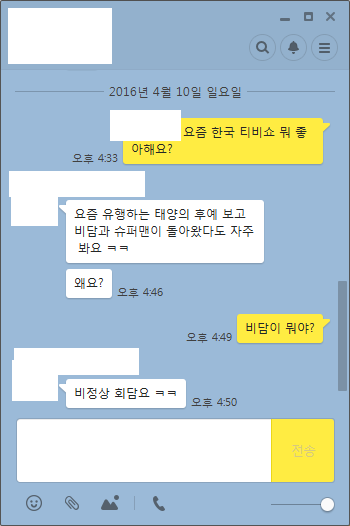 2016년 4월 10일 일요일
요즘 한국 티비쇼 뭐 좋
아해요?
오후 4:33
요즘 유행하는 태양의 후예 보고
비담과 슈퍼맨이 돌아왔다도 자주
봐요 ㅋㅋ
왜요?
오후 4:46
비담이 뭐야?
오후 4:49
비정상 회담요 ㅋㅋ
오후 4:50
전송